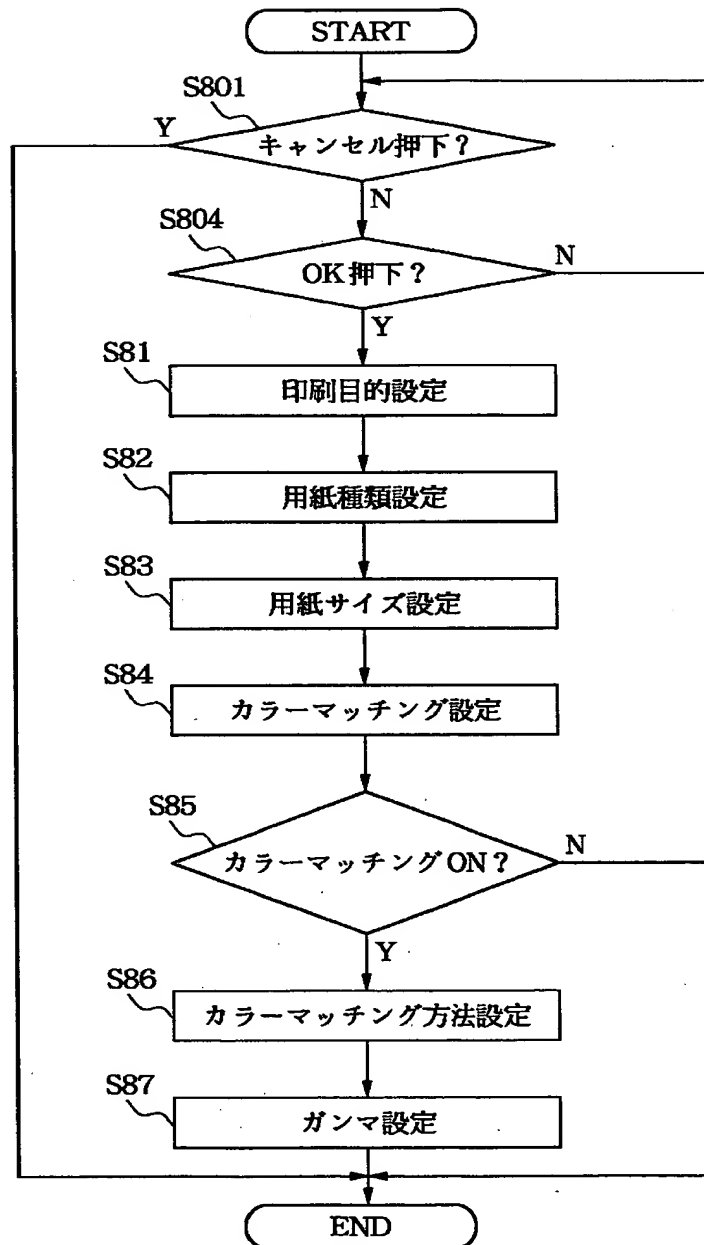 START
S801
Y
キャンセル押下？
N
S804
OK押下？
N
Y
S81
印刷目的設定
S82
用紙種類設定
S83
用紙サイズ設定
S84
カラーマッチング設定
S85
カラーマッチングON？
N
Y
S86
カラーマッチング方法設定
S87
ガンマ設定
END